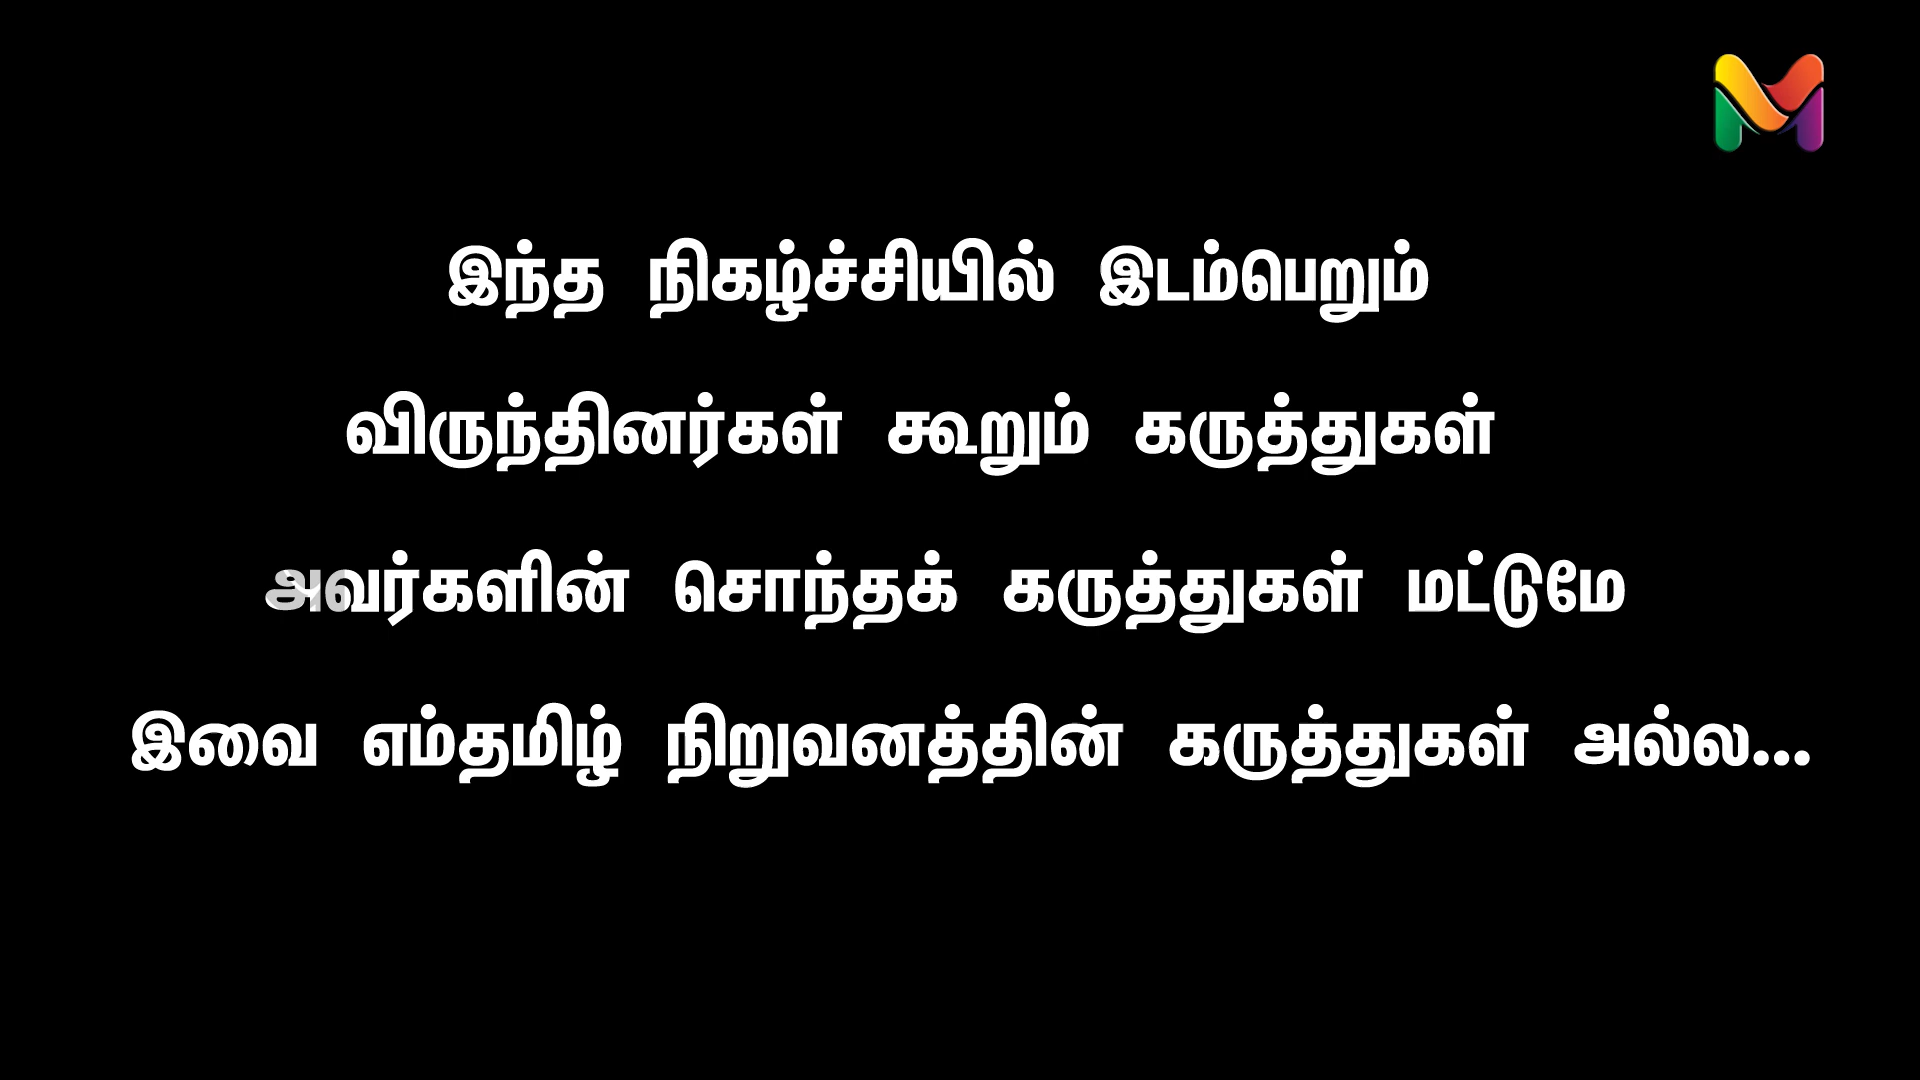 இந்த நிகழ்ச்சியில் இடம்பெறும்
விருந்தினர்கள் கூறும் கருத்துகள்
அவர்களின் சொந்தக் கருத்துகள் மட்டுமே
இவை எம்தமிழ் நிறுவனத்தின் கருத்துகள் அல்ல...